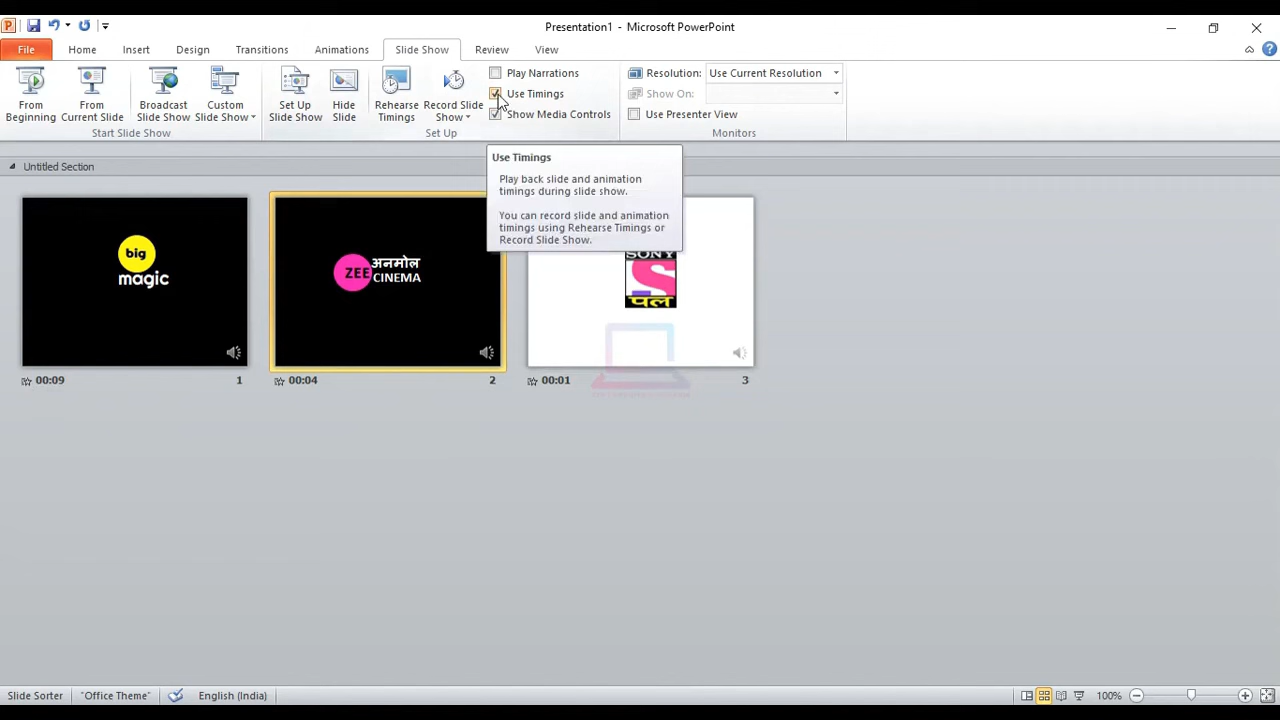 Presentation1 - Microsoft PowerPoint
File Home Insert Design Transitions Animations Slide Show Review View
From Beginning
From Current Slide
Broadcast Slide Show
Custom Slide Show
Start Slide Show
Set Up Slide Show
Hide Slide
Rehearse Timings
Record Slide Show
Play Narrations
Use Timings
Show Media Controls
Set Up
Resolution: Use Current Resolution
Show On:
Use Presenter View
Monitors
Use Timings
Play back slide and animation
timings during slide show.
You can record slide and animation
timings using Rehearse Timings or
Record Slide Show.
Untitled Section
big
magic
ZEE अनमोल
CINEMA
SONY
S
पल
00:09 1
00:04 2
00:01 3
Slide Sorter "Office Theme" English (India) 100%